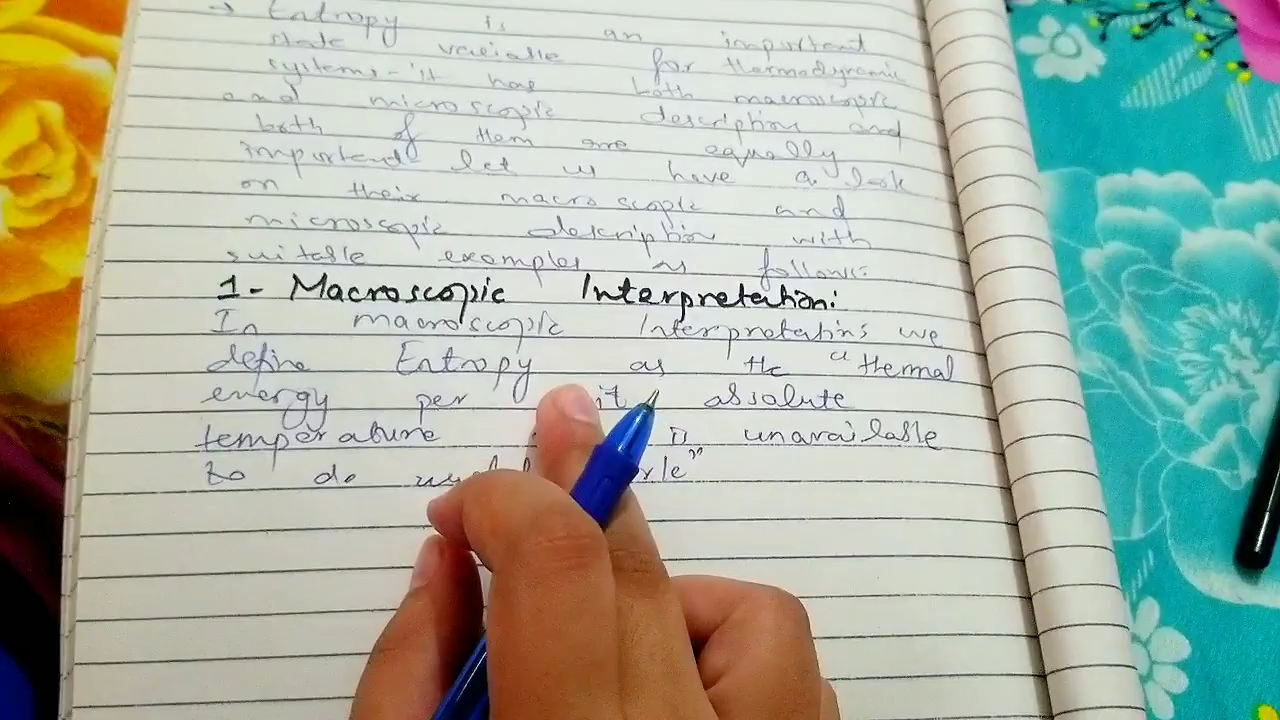 → Entropy is an important
state variable for thermodynamic
systems - it has both macroscopic
and microscopic description and
both of them are equally
important let us have a look
on their macroscopic and
microscopic description with
suitable examples as follows:
1- Macroscopic Interpretation:
In macroscopic Interpretatins we
define Entropy as the "thermal
energy per absolute
temperature is unavailable
to do